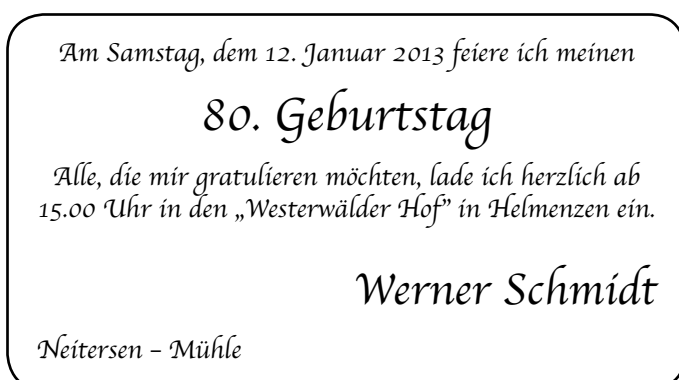 Am Samstag, dem 12. Januar 2013 feiere ich meinen
80. Geburtstag
Alle, die mir gratulieren möchten, lade ich herzlich ab
15.00 Uhr in den „Westerwälder Hof” in Helmenzen ein.
Werner Schmidt
Neitersen – Mühle